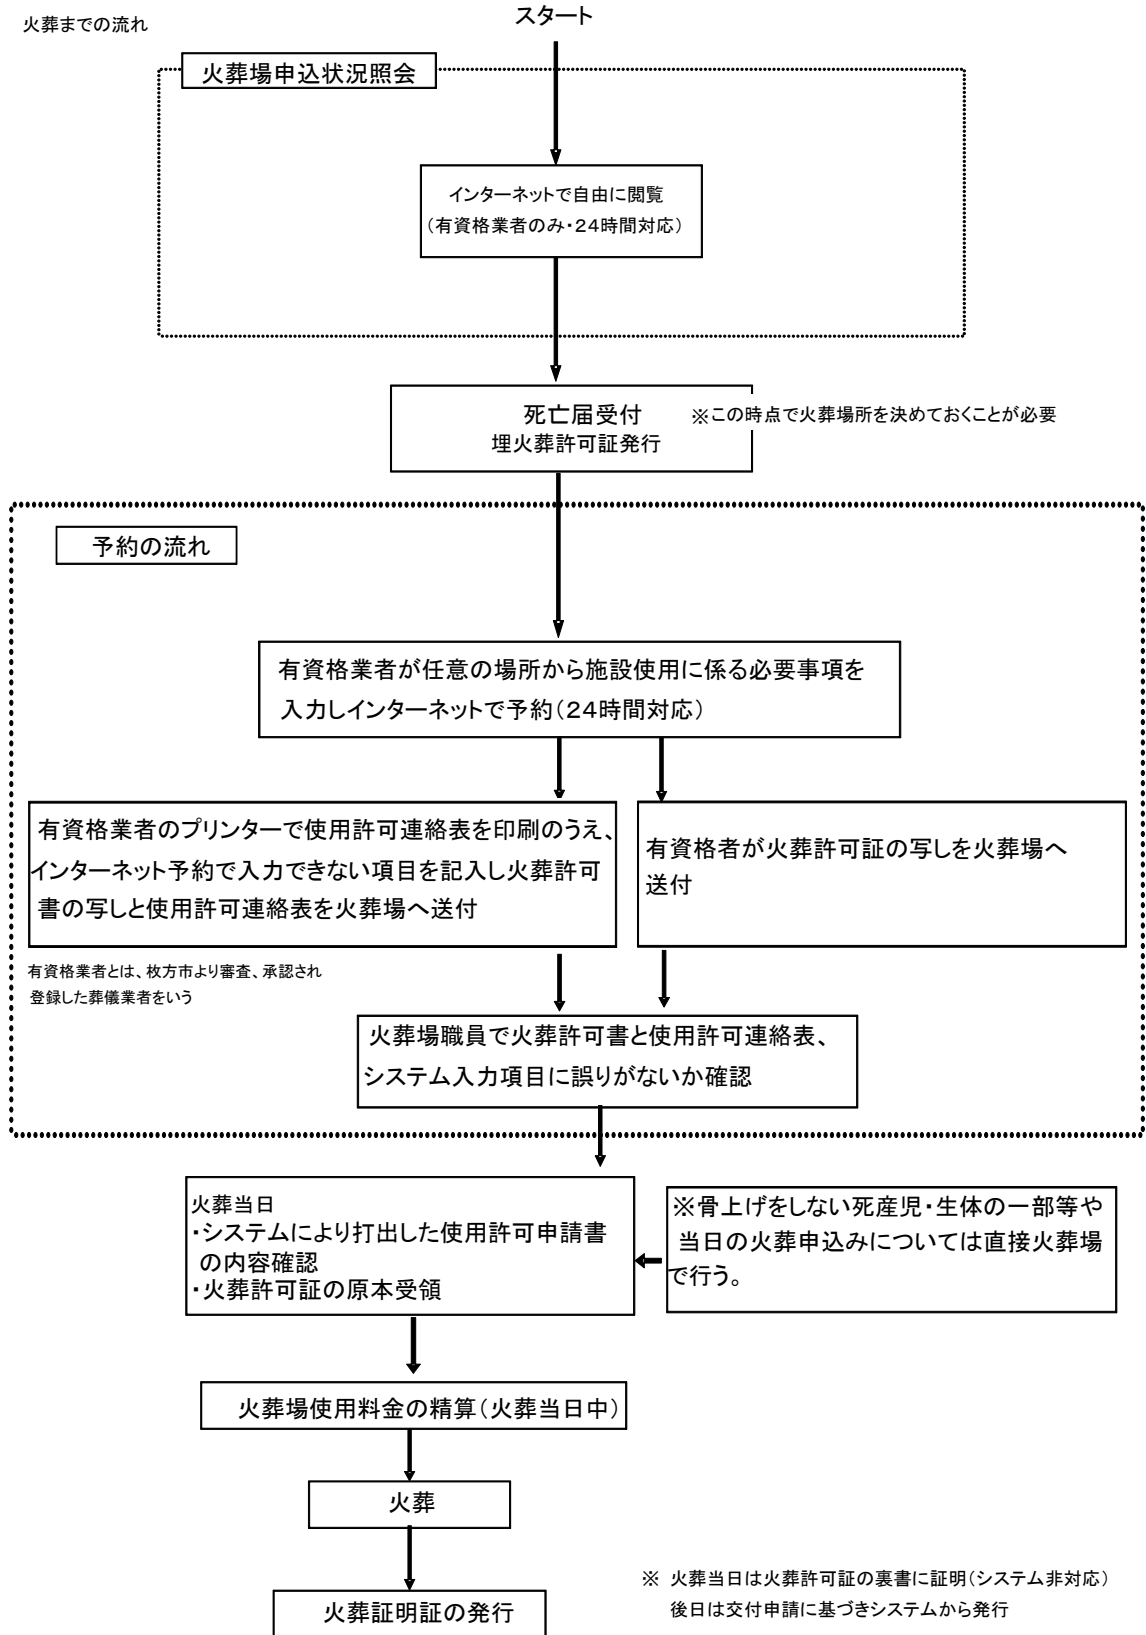 火葬までの流れ
スタート
火葬場申込状況照会
インターネットで自由に閲覧
(有資格業者のみ・24時間対応)
死亡届受付
埋火葬許可証発行
※この時点で火葬場所を決めておくことが必要
予約の流れ
有資格業者が任意の場所から施設使用に係る必要事項を
入力しインターネットで予約(24時間対応)
有資格業者のプリンターで使用許可連絡表を印刷のうえ、
インターネット予約で入力できない項目を記入し火葬許可
書の写しと使用許可連絡表を火葬場へ送付
有資格者が火葬許可証の写しを火葬場へ
送付
有資格業者とは、枚方市より審査、承認され
登録した葬儀業者をいう
火葬場職員で火葬許可書と使用許可連絡表、
システム入力項目に誤りがないか確認
火葬当日
・システムにより打出した使用許可申請書
の内容確認
・火葬許可証の原本受領
※骨上げをしない死産児・生体の一部等や
当日の火葬申込みについては直接火葬場
で行う。
火葬場使用料金の精算(火葬当日中)
火葬
火葬証明証の発行
※ 火葬当日は火葬許可証の裏書に証明(システム非対応)
後日は交付申請に基づきシステムから発行